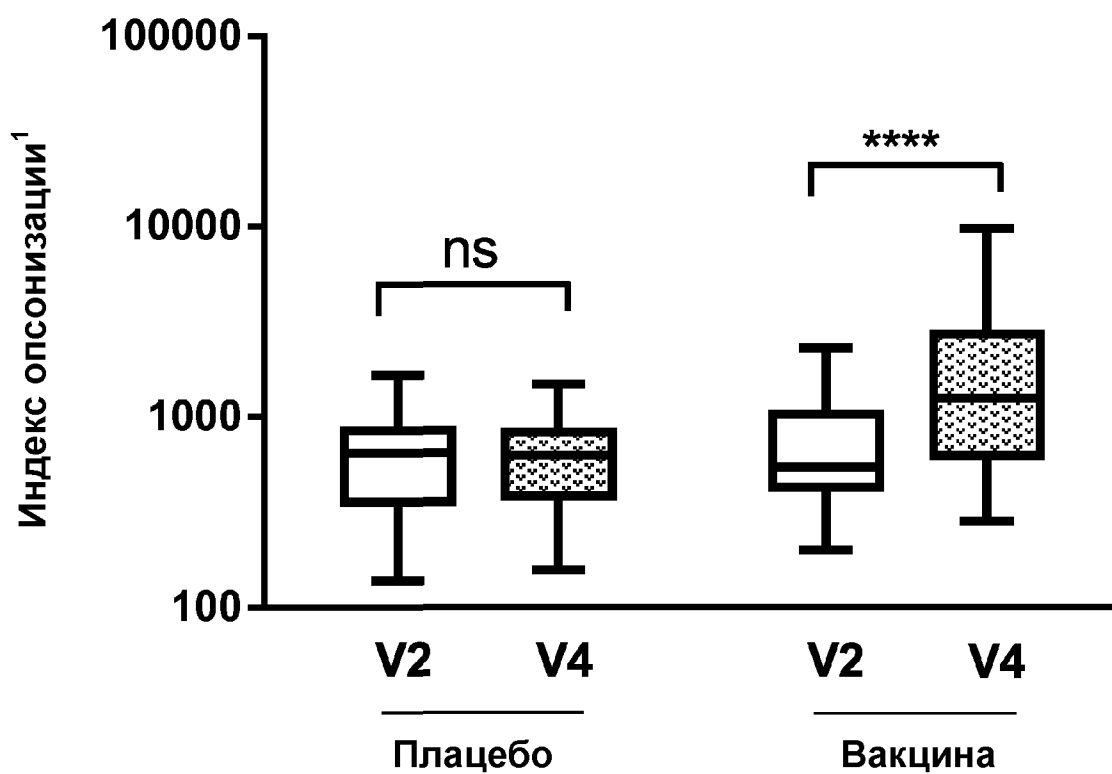 Индекс опсонизации¹
100000
10000
1000
100
ns
****
V2 V4 V2 V4
Плацебо Вакцина